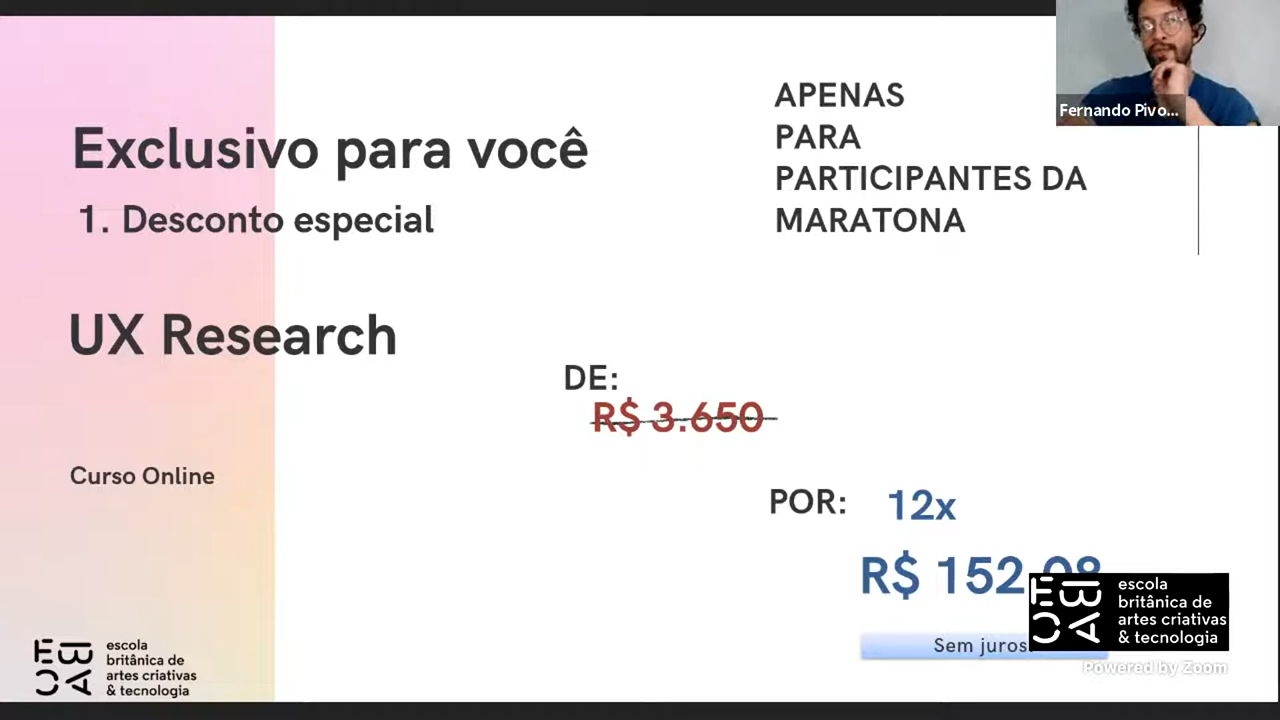 Exclusivo para você
1. Desconto especial
APENAS
PARA
PARTICIPANTES DA
MARATONA
Fernando Pivo...
UX Research
DE:
R$ 3.650
Curso Online
POR: 12x
R$ 152,08
Sem juros
escola
britânica de
artes criativas
& tecnologia
escola
britânica de
artes criativas
& tecnologia
Powered by Zoom